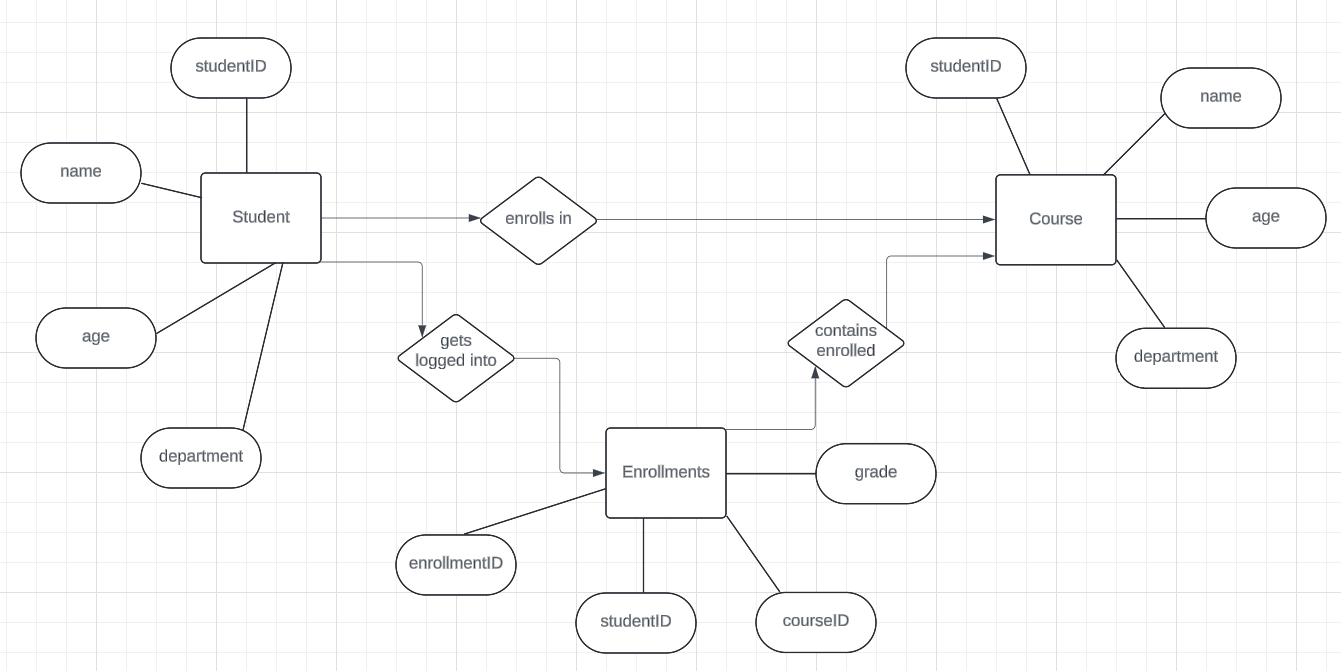 studentID
studentID
name
name
Student
enrolls in
Course
age
age
gets
logged into
contains
enrolled
department
department
Enrollments
grade
enrollmentID
studentID
courseID